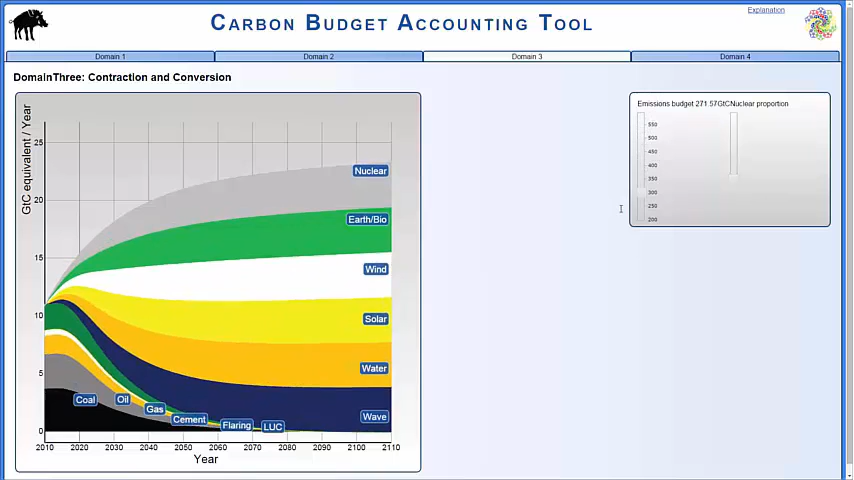 Explanation
CARBON BUDGET ACCOUNTING TOOL
Domain 1
Domain 2
Domain 3
Domain 4
DomainThree: Contraction and Conversion
GtC equivalent / Year
25
20
15
10
5
0
Nuclear
Earth/Bio
Wind
Solar
Water
Wave
Coal
Oil
Gas
Cement
Flaring
LUC
2010 2020 2030 2040 2050 2060 2070 2080 2090 2100 2110
Year
Emissions budget 271.57GtCNuclear proportion
550
500
450
400
350
300
250
200